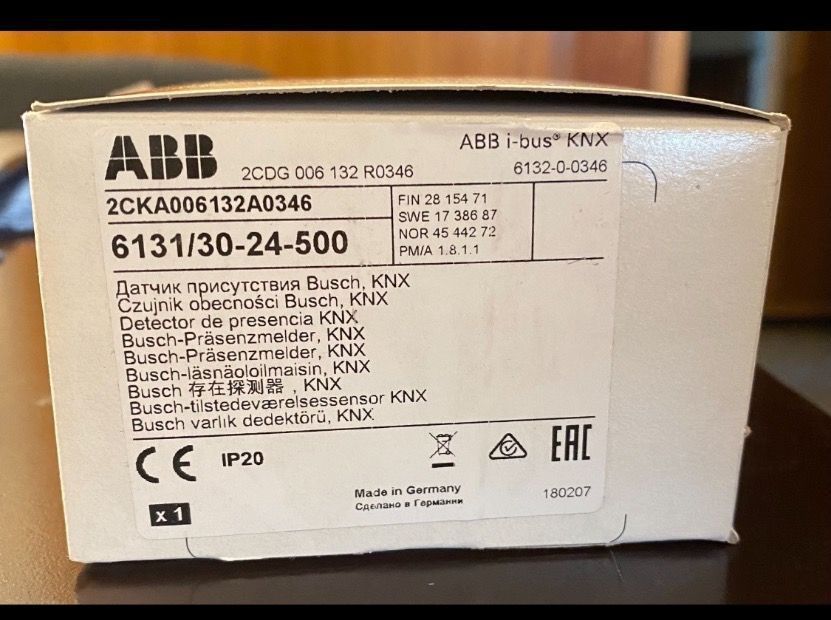 ABB
2CDG 006 132 R0346
ABB i-bus® KNX
6132-0-0346
2CKA006132A0346
6131/30-24-500
FIN 28 154 71
SWE 17 386 87
NOR 45 442 72
PM/A 1.8.1.1
Датчик присутствия Busch, KNX
Czujnik obecności Busch, KNX
Detector de presencia KNX
Busch-Präsenzmelder, KNX
Busch-Präsenzmelder, KNX
Busch-läsnäoloilmaisin, KNX
Busch 存在探测器 , KNX
Busch-tilstedeværelsessensor KNX
Busch varlık dedektörü, KNX
CE IP20
EAC
Made in Germany
Сделано в Германии
180207
x 1